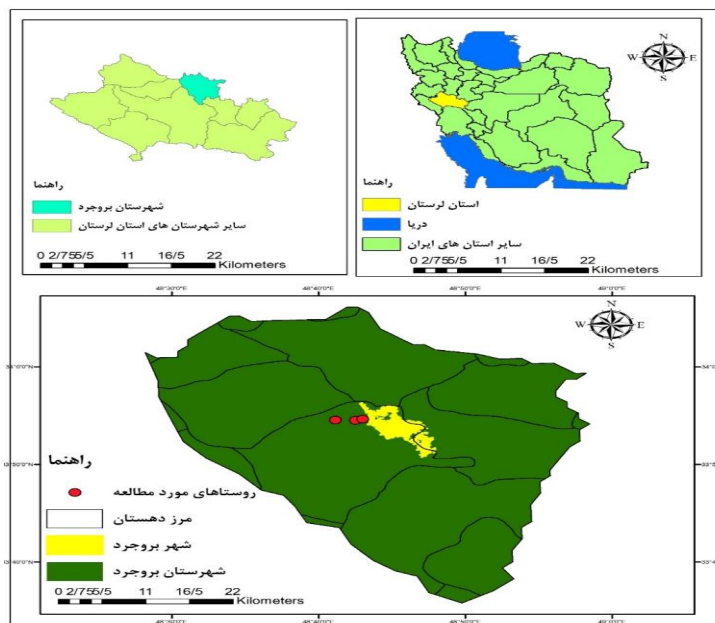 راهنما
شهرستان بروجرد
سایر شهرستان های استان لرستان
0 2/755/5 11 16/5 22
Kilometers
N
W E
S
راهنما
استان لرستان
دریا
سایر استان های ایران
0 2/755/5 11 16/5 22
Kilometers
N
W E
S
راهنما
روستاهای مورد مطالعه
مرز دهستان
شهر بروجرد
شهرستان بروجرد
0 2/755/5 11 16/5 22
Kilometers